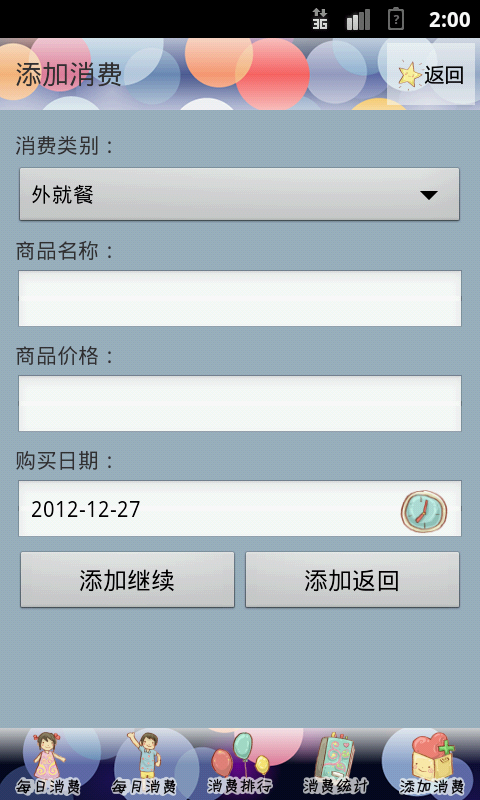 3G 2:00
添加消费 返回
消费类别：
外就餐
商品名称：
商品价格：
购买日期：
2012-12-27
添加继续 添加返回
每日消费 每月消费 消费排行 消费统计 添加消费